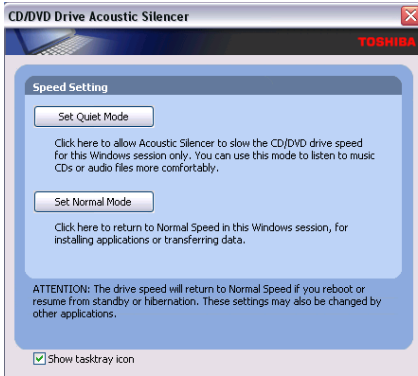 CD/DVD Drive Acoustic Silencer
TOSHIBA
Speed Setting
Set Quiet Mode
Click here to allow Acoustic Silencer to slow the CD/DVD drive speed
for this Windows session only. You can use this mode to listen to music
CDs or audio files more comfortably.
Set Normal Mode
Click here to return to Normal Speed in this Windows session, for
installing applications or transferring data.
ATTENTION: The drive speed will return to Normal Speed if you reboot or
resume from standby or hibernation. These settings may also be changed by
other applications.
Show tasktray icon